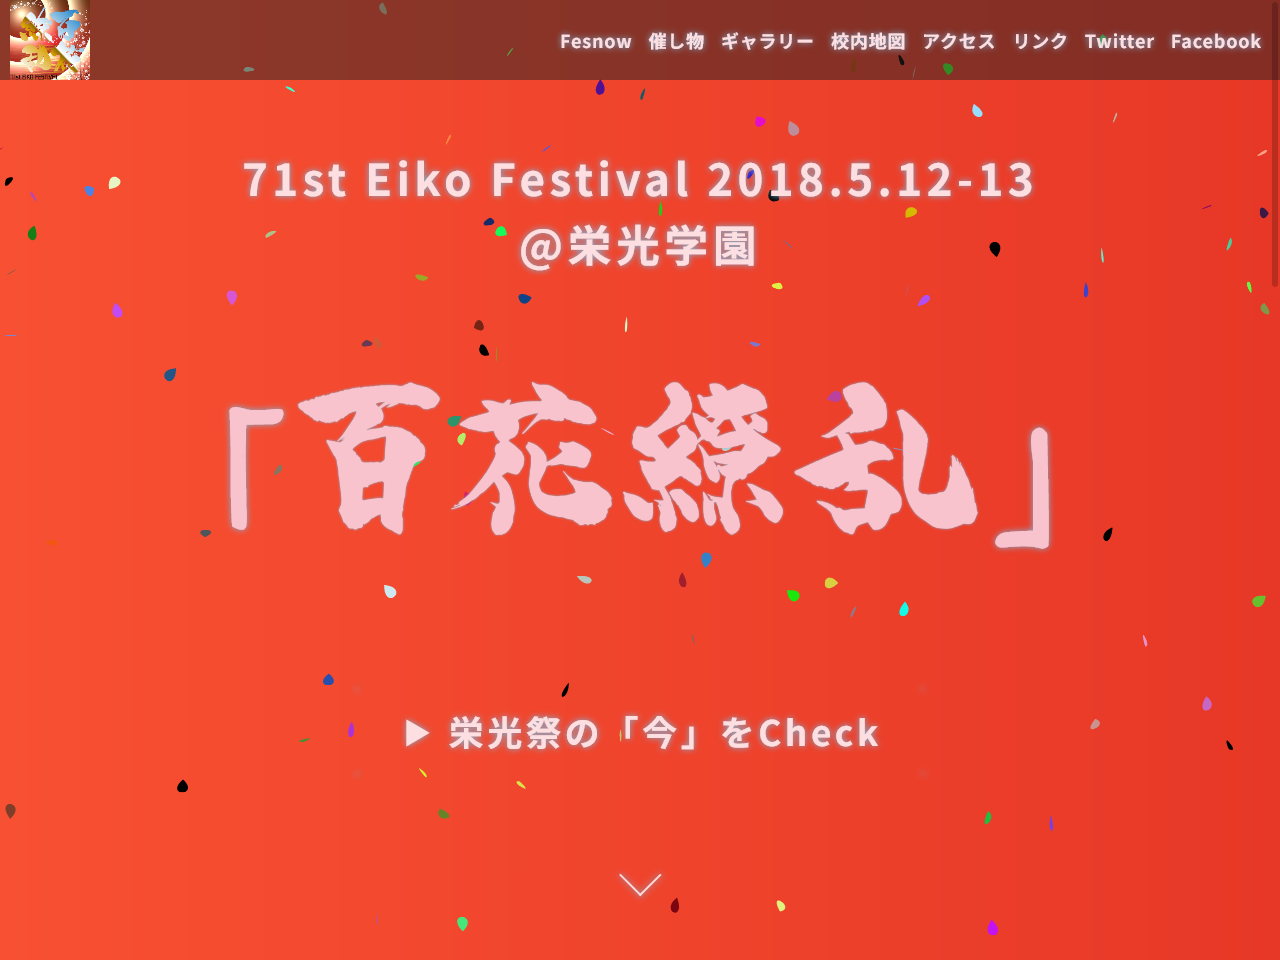 Fesnow 催し物 ギャラリー 校内地図 アクセス リンク Twitter Facebook
71st Eiko Festival 2018.5.12-13
@栄光学園
「百花繚乱」
▶ 栄光祭の「今」をCheck